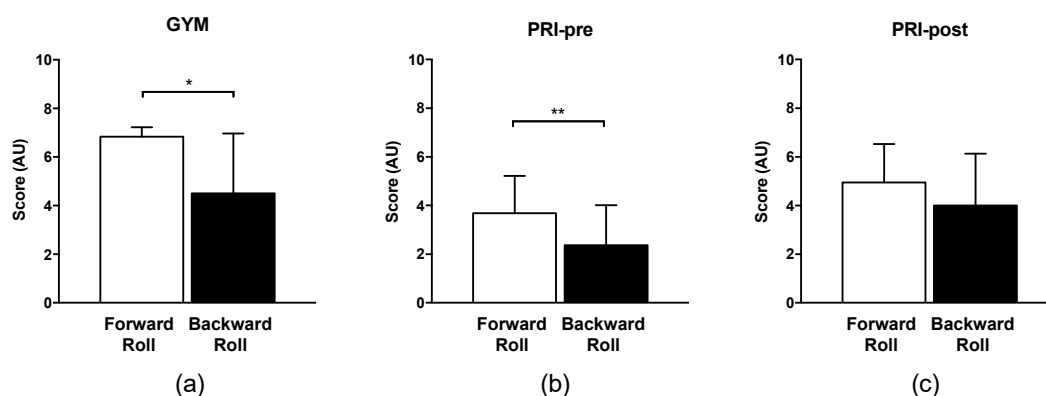 GYM
10
8
6
4
2
0
Score (AU)
*
Forward
Roll
Backward
Roll
(a)
PRI-pre
10
8
6
4
2
0
Score (AU)
**
Forward
Roll
Backward
Roll
(b)
PRI-post
10
8
6
4
2
0
Score (AU)
Forward
Roll
Backward
Roll
(c)